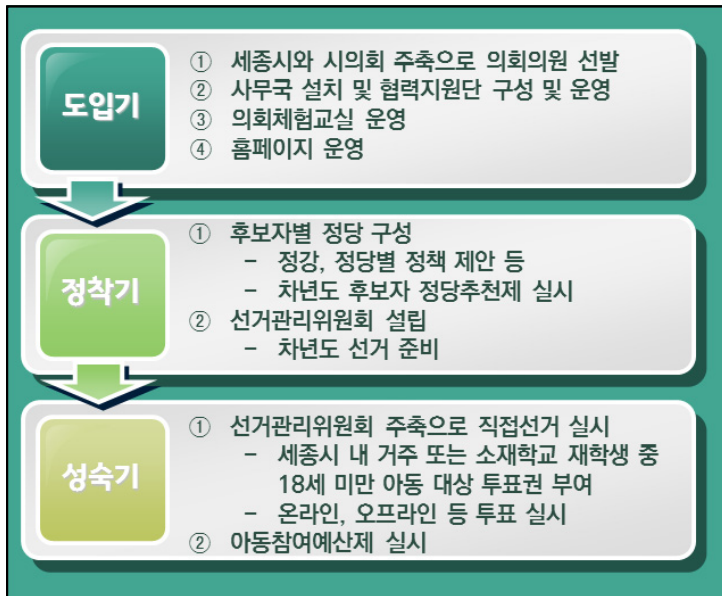 도입기
① 세종시와 시의회 주축으로 의회의원 선발
② 사무국 설치 및 협력지원단 구성 및 운영
③ 의회체험교실 운영
④ 홈페이지 운영
정착기
① 후보자별 정당 구성
- 정강, 정당별 정책 제안 등
- 차년도 후보자 정당추천제 실시
② 선거관리위원회 설립
- 차년도 선거 준비
성숙기
① 선거관리위원회 주축으로 직접선거 실시
- 세종시 내 거주 또는 소재학교 재학생 중
18세 미만 아동 대상 투표권 부여
- 온라인, 오프라인 등 투표 실시
② 아동참여예산제 실시